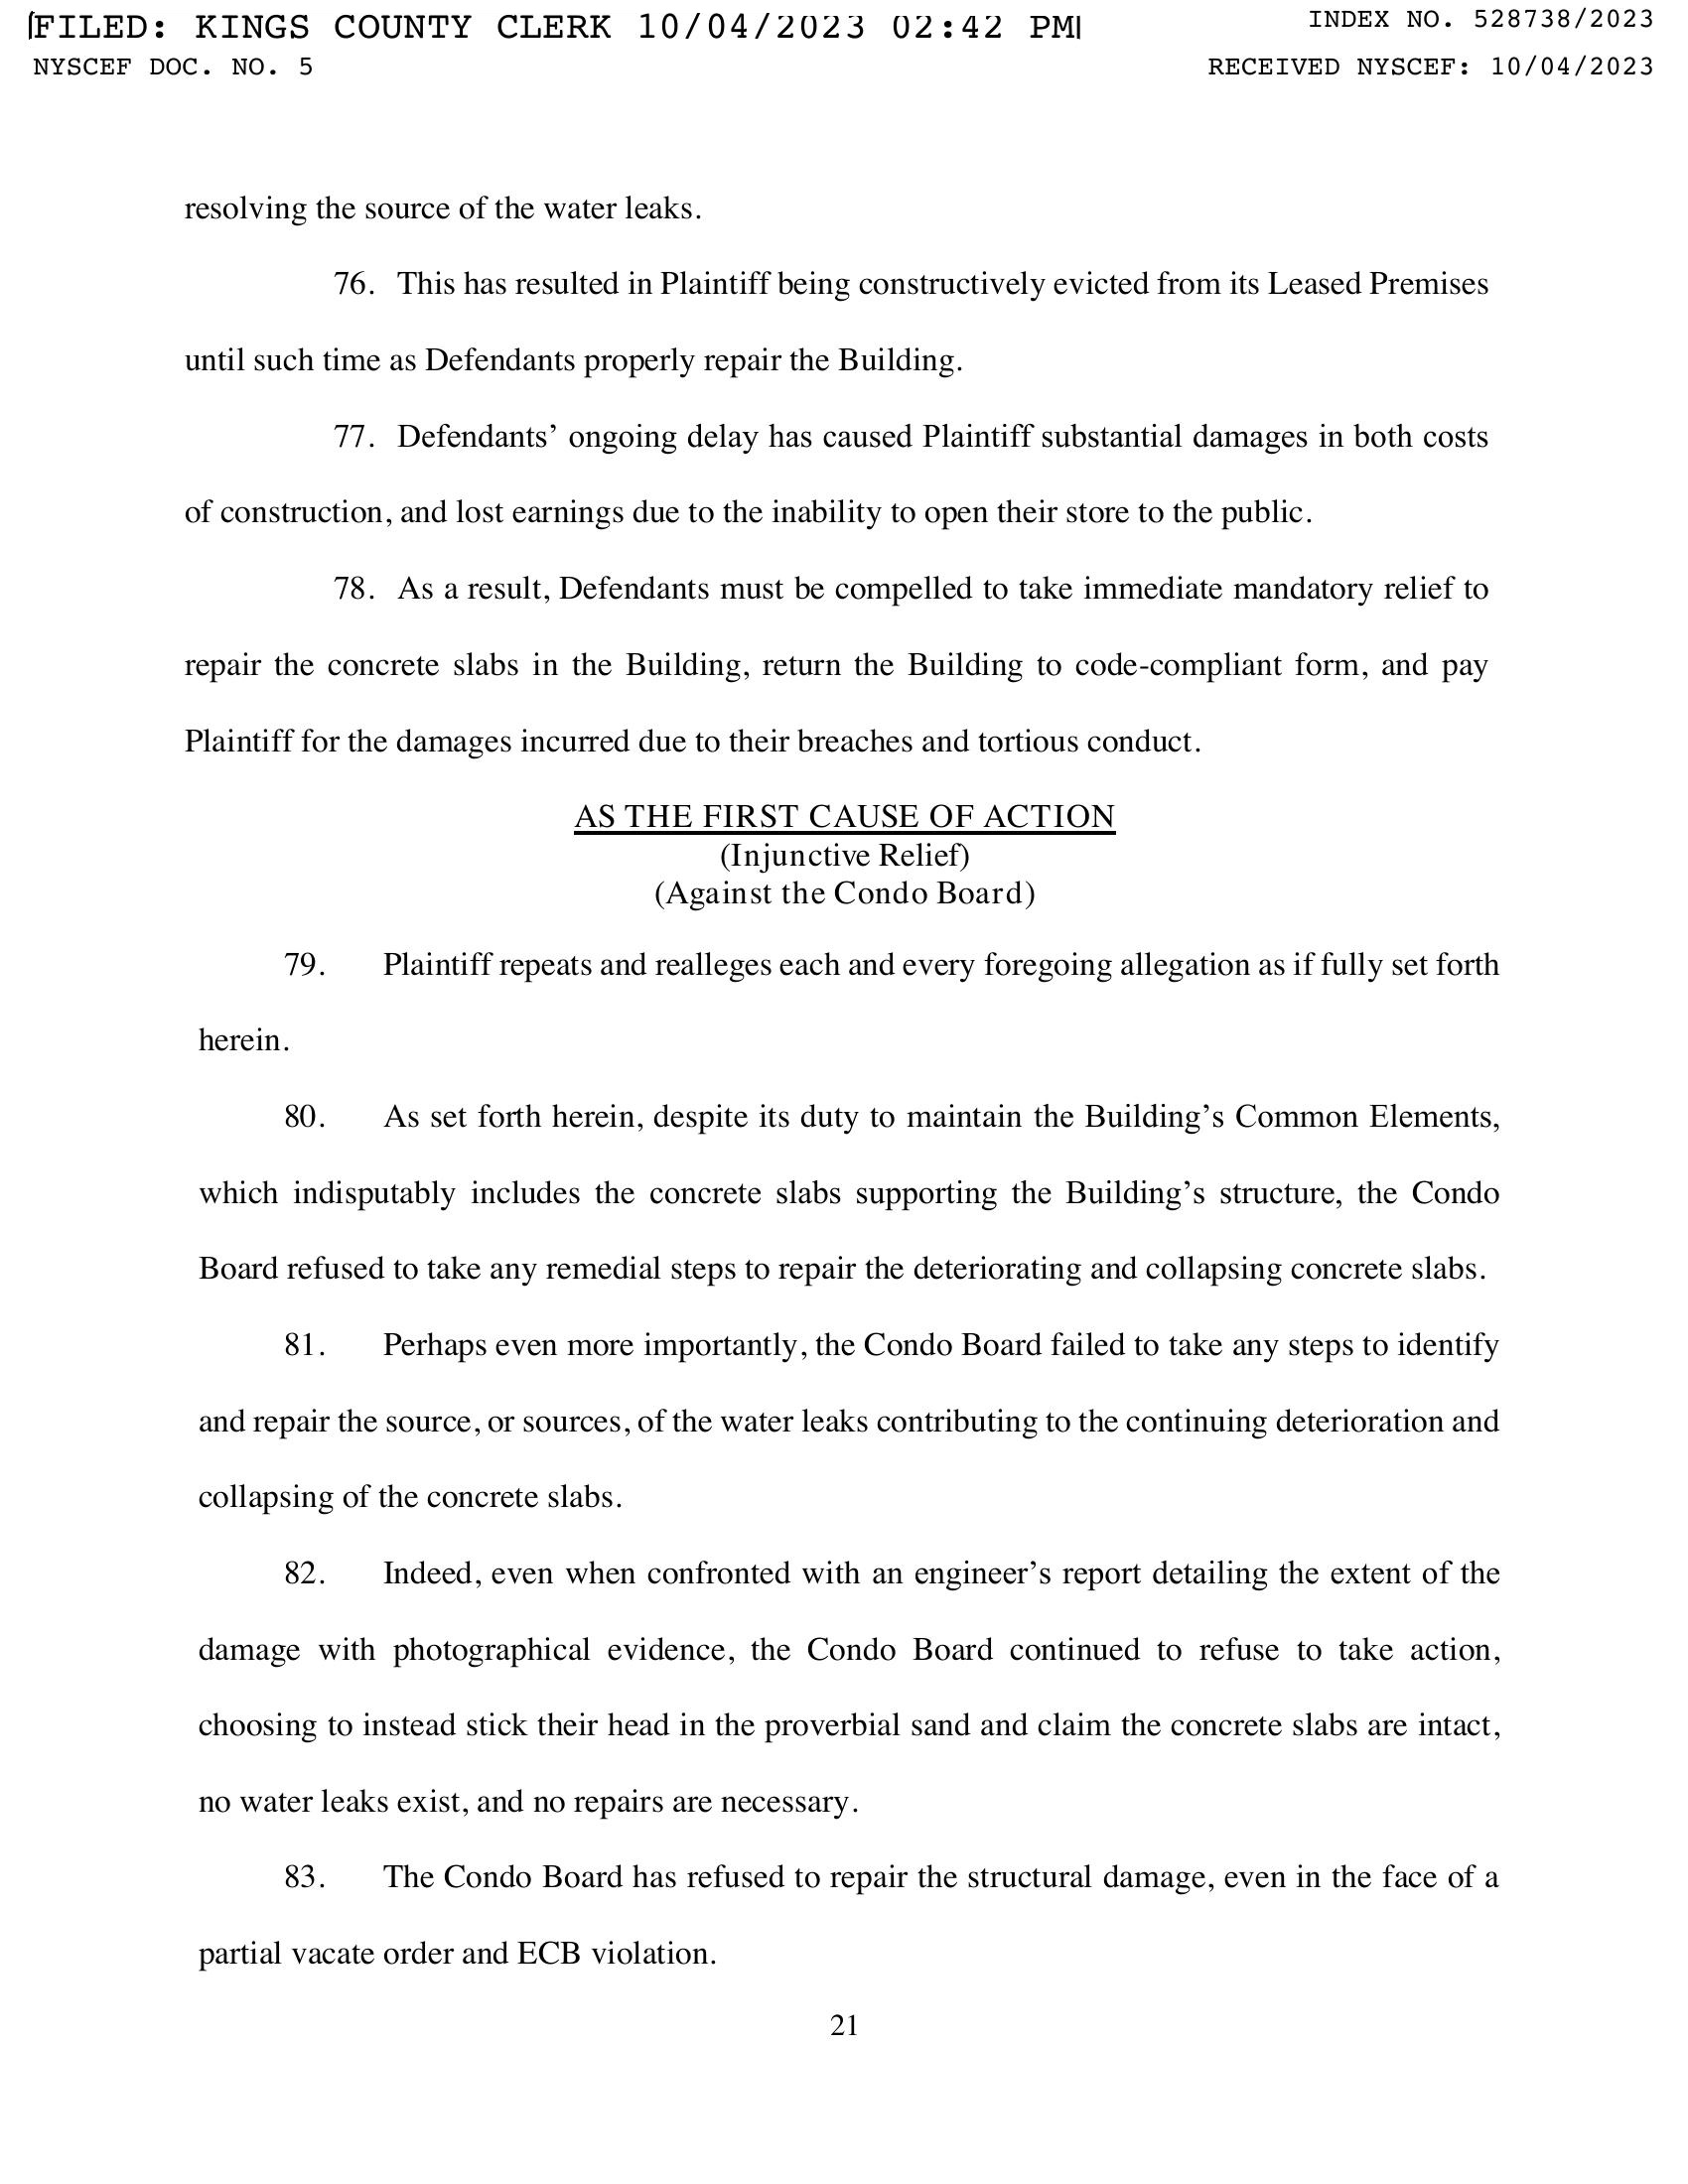 FILED: KINGS COUNTY CLERK 10/04/2023 02:42 PM
INDEX NO. 528738/2023
NYSCEF DOC. NO. 5
RECEIVED NYSCEF: 10/04/2023
resolving the source of the water leaks.
76. This has resulted in Plaintiff being constructively evicted from its Leased Premises
until such time as Defendants properly repair the Building.
77. Defendants’ ongoing delay has caused Plaintiff substantial damages in both costs
of construction, and lost earnings due to the inability to open their store to the public.
78. As a result, Defendants must be compelled to take immediate mandatory relief to
repair the concrete slabs in the Building, return the Building to code-compliant form, and pay
Plaintiff for the damages incurred due to their breaches and tortious conduct.
AS THE FIRST CAUSE OF ACTION
(Injunctive Relief)
(Against the Condo Board)
79. Plaintiff repeats and realleges each and every foregoing allegation as if fully set forth
herein.
80. As set forth herein, despite its duty to maintain the Building’s Common Elements,
which indisputably includes the concrete slabs supporting the Building’s structure, the Condo
Board refused to take any remedial steps to repair the deteriorating and collapsing concrete slabs.
81. Perhaps even more importantly, the Condo Board failed to take any steps to identify
and repair the source, or sources, of the water leaks contributing to the continuing deterioration and
collapsing of the concrete slabs.
82. Indeed, even when confronted with an engineer’s report detailing the extent of the
damage with photographical evidence, the Condo Board continued to refuse to take action,
choosing to instead stick their head in the proverbial sand and claim the concrete slabs are intact,
no water leaks exist, and no repairs are necessary.
83. The Condo Board has refused to repair the structural damage, even in the face of a
partial vacate order and ECB violation.
21